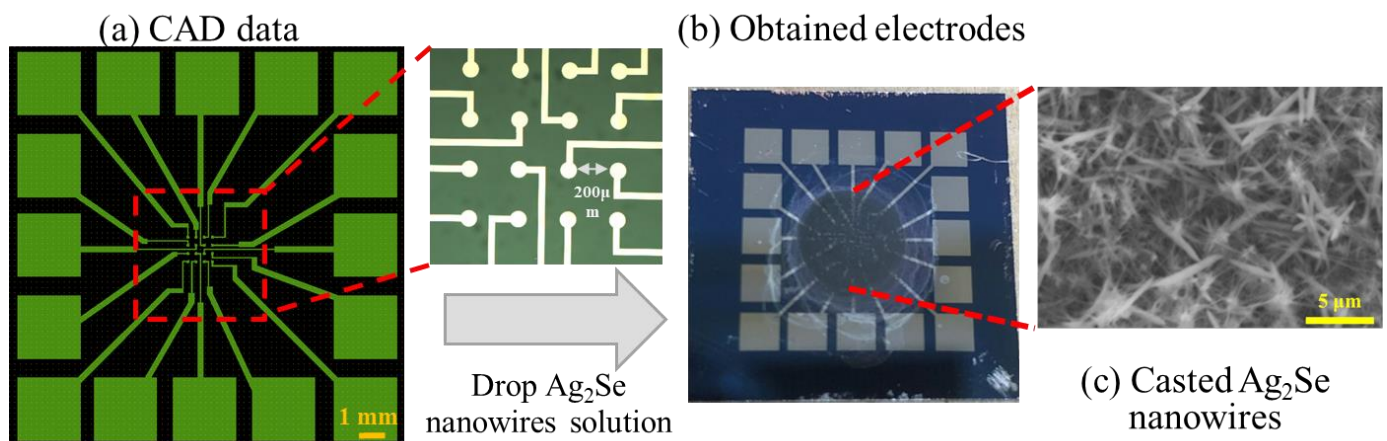 (a) CAD data
(b) Obtained electrodes
200μ
m
1 mm
Drop Ag₂Se
nanowires solution
5 μm
(c) Casted Ag₂Se
nanowires